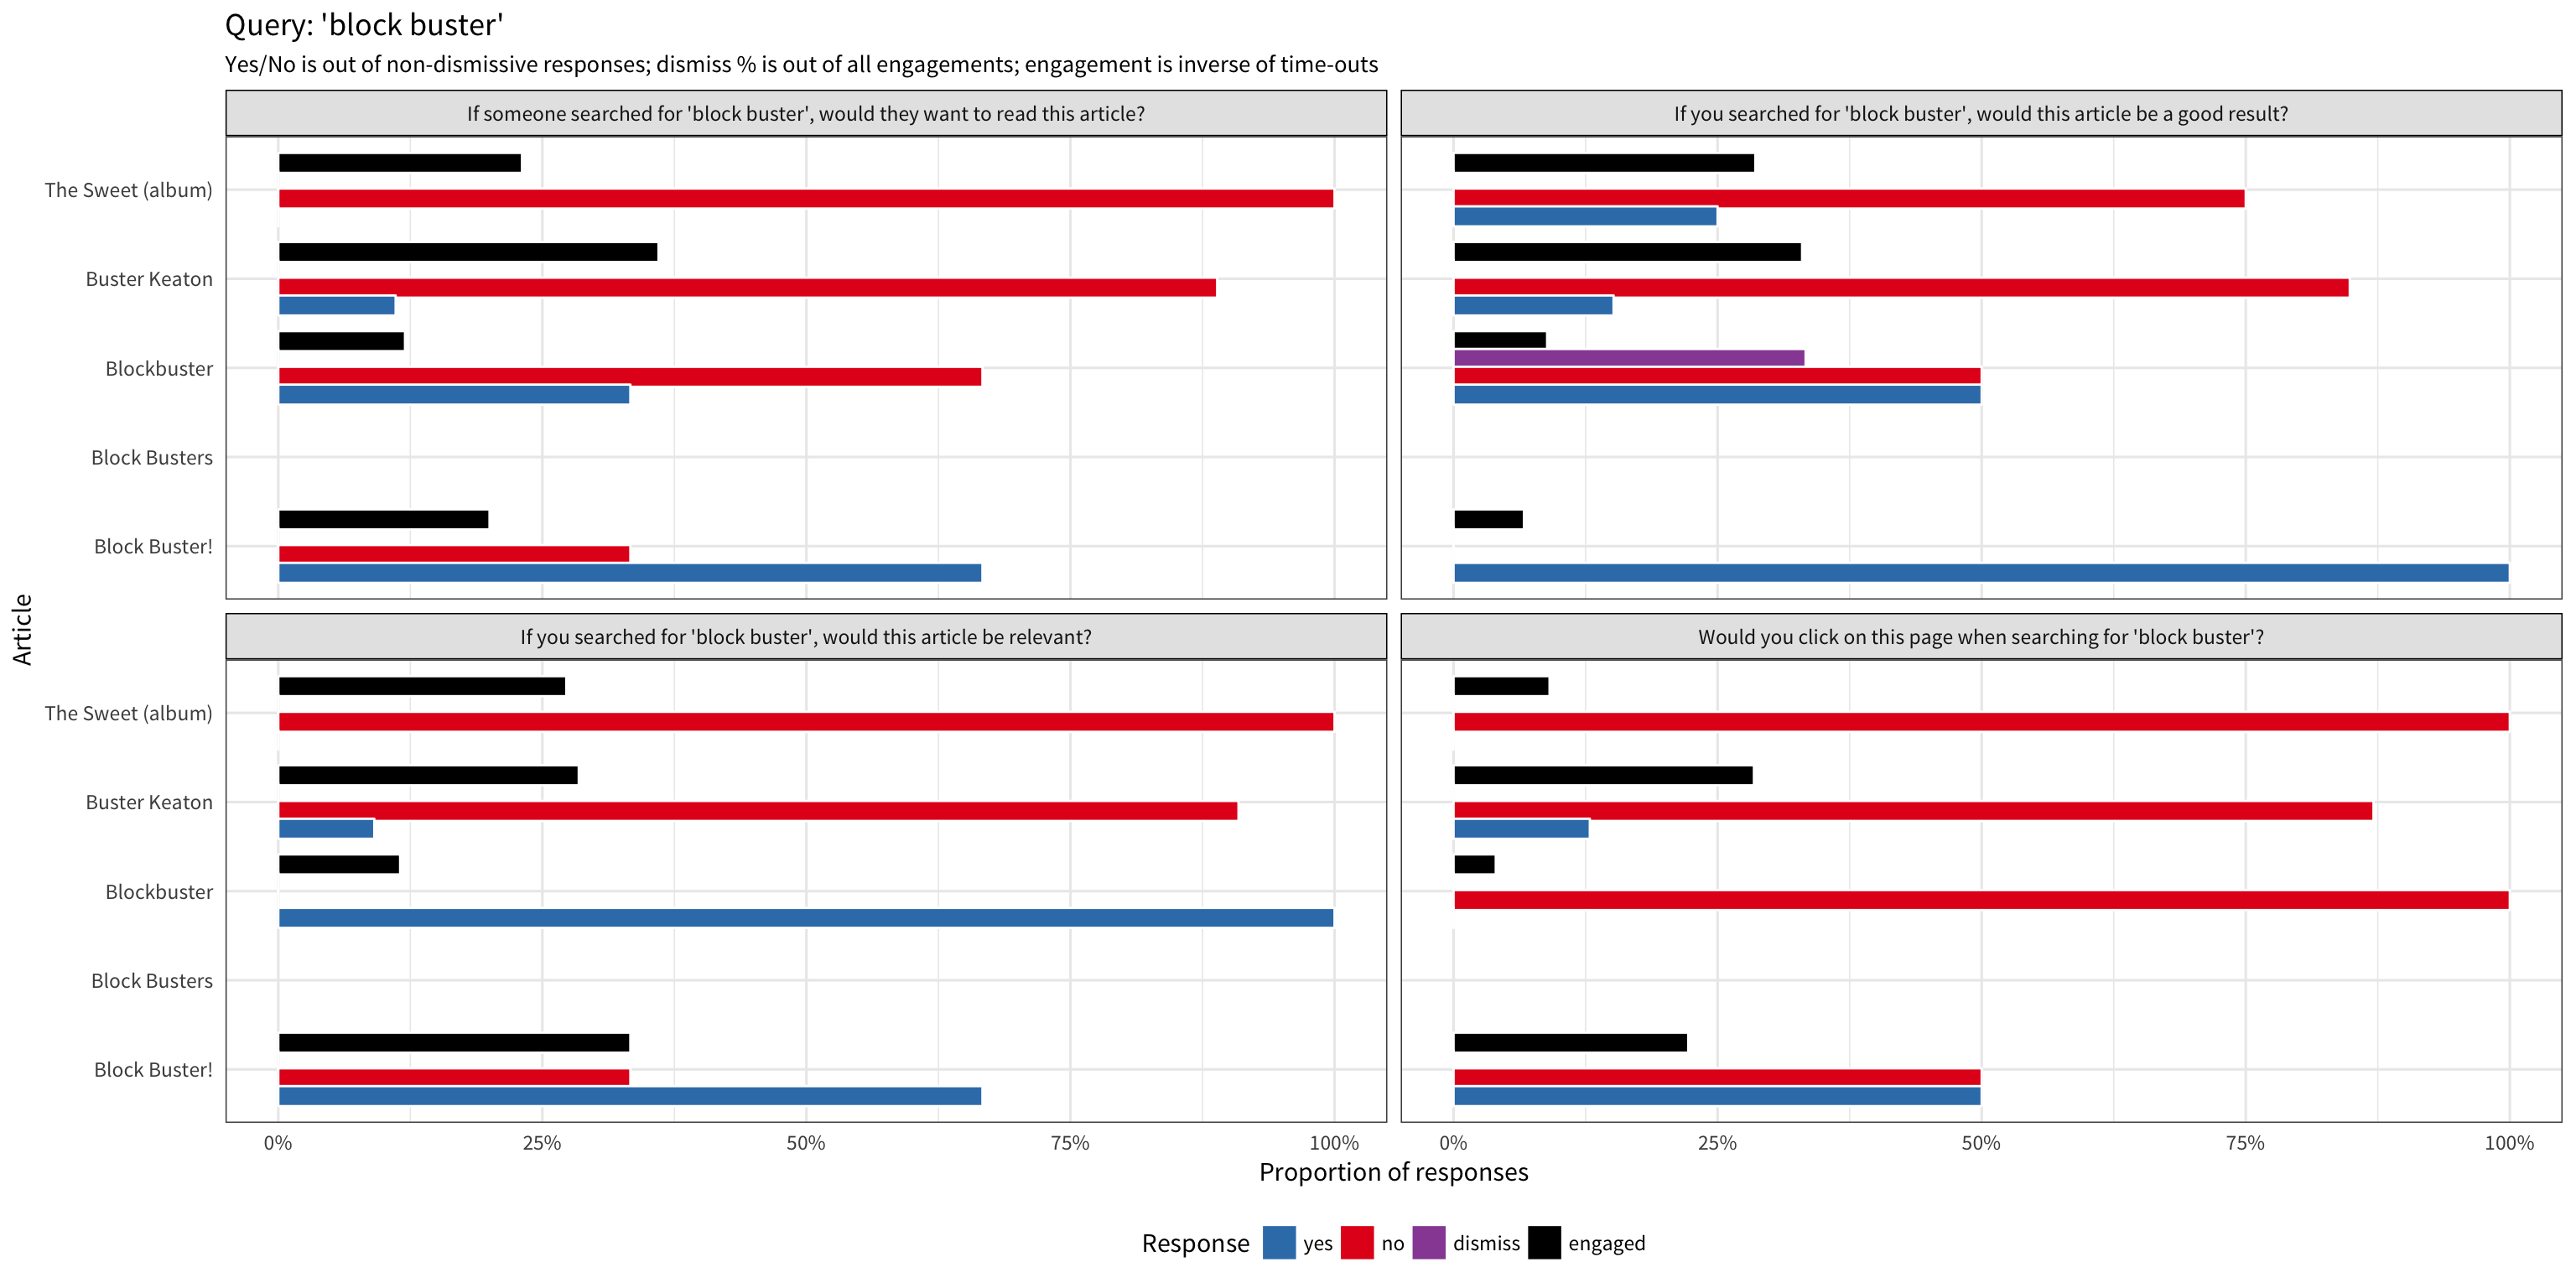 Query: 'block buster'
Yes/No is out of non-dismissive responses; dismiss % is out of all engagements; engagement is inverse of time-outs
If someone searched for 'block buster', would they want to read this article?
If you searched for 'block buster', would this article be a good result?
The Sweet (album)
Buster Keaton
Blockbuster
Block Busters
Block Buster!
Article
If you searched for 'block buster', would this article be relevant?
Would you click on this page when searching for 'block buster'?
The Sweet (album)
Buster Keaton
Blockbuster
Block Busters
Block Buster!
0% 25% 50% 75% 100% 0% 25% 50% 75% 100%
Proportion of responses
Response yes no dismiss engaged